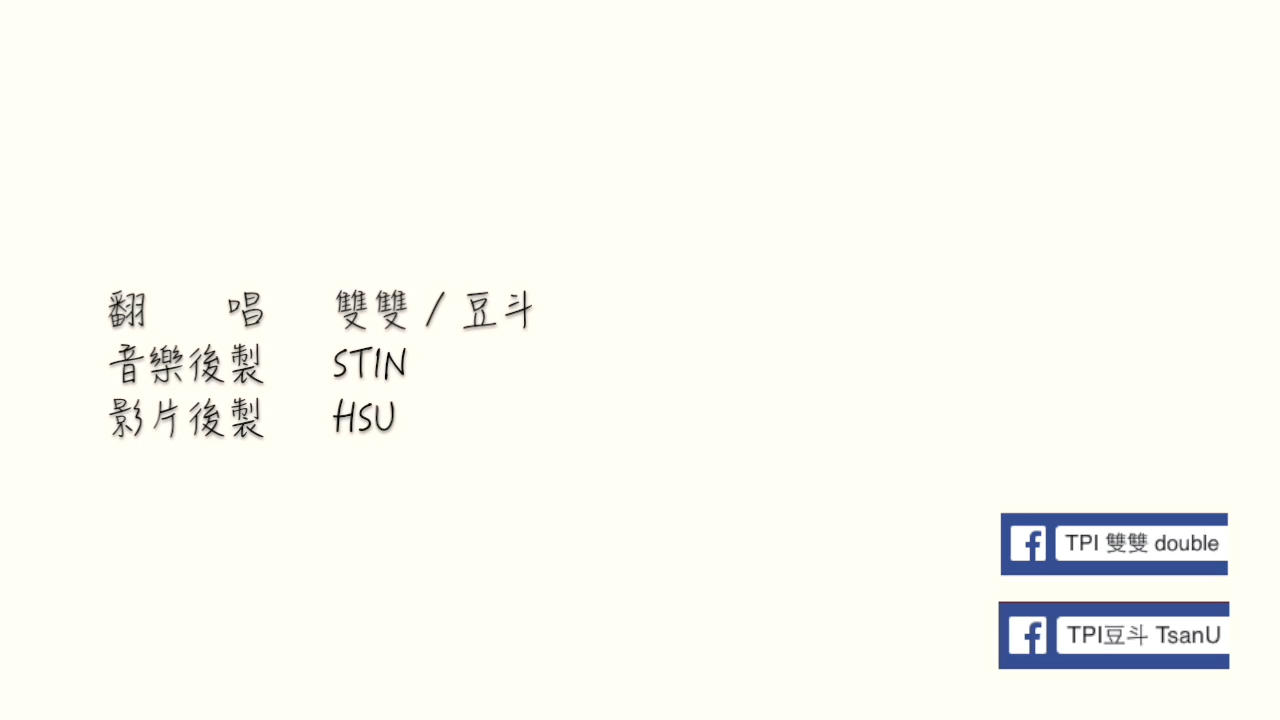 翻　　唱　　雙雙 / 豆斗
音樂後製　　STIN
影片後製　　HSU
TPI 雙雙 double
TPI豆斗 TsanU